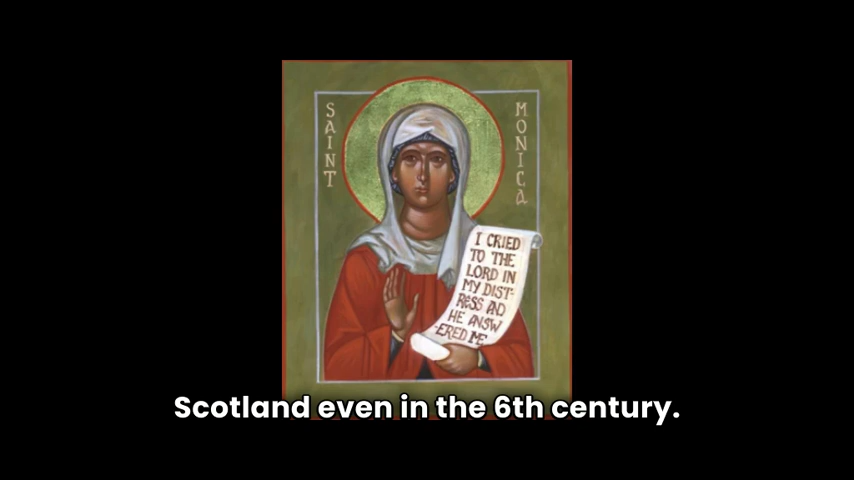 SAINT
MONICA
I CRIED
TO THE
LORD IN
MY DIST-
RESS AND
HE ANSW
-ERED ME
Scotland even in the 6th century.